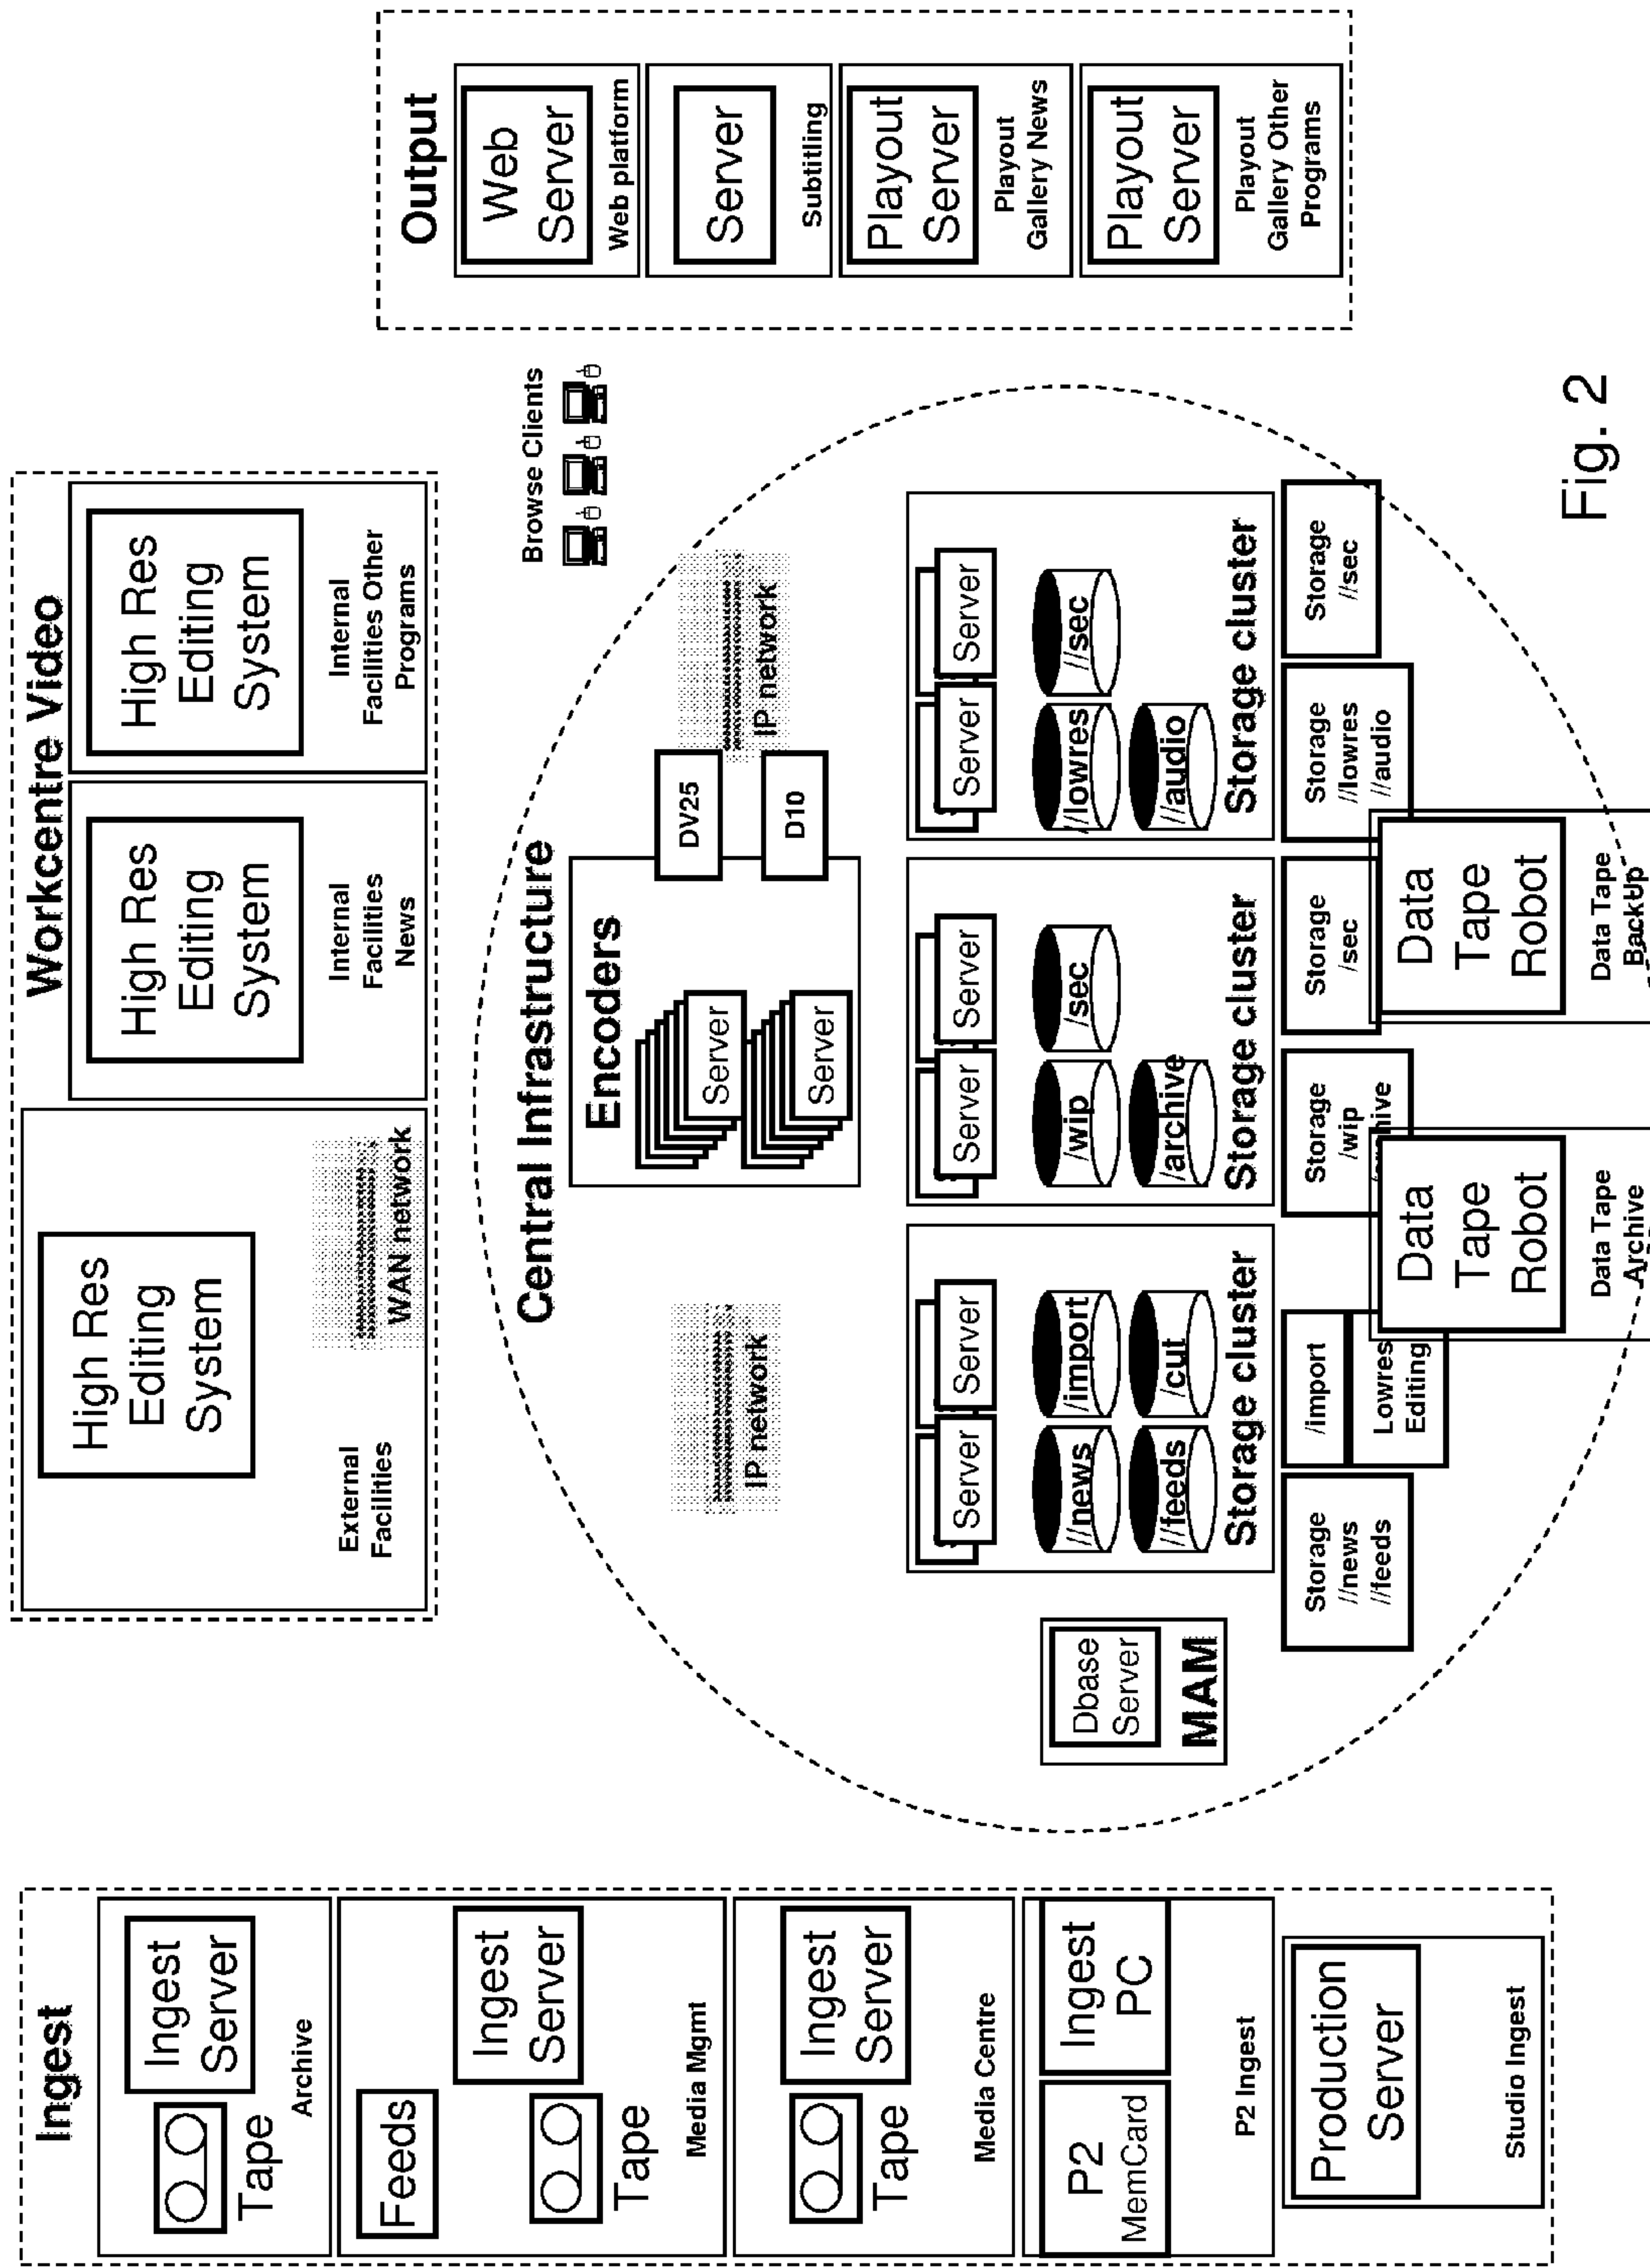 Ingest
Tape
Ingest
Server
Archive
Feeds
Tape
Ingest
Server
Media Mgmt
Tape
Ingest
Server
Media Centre
P2
MemCard
Ingest
PC
P2 Ingest
Production
Server
Studio Ingest
Workcentre Video
High Res
Editing
System
External
Facilities
WAN network
High Res
Editing
System
Internal
Facilities
News
High Res
Editing
System
Internal
Facilities Other
Programs
Central Infrastructure
Encoders
Server
Server
DV25
D10
IP network
IP network
Browse Clients
Dbase
Server
MAM
Server
Server
//news
/import
//feeds
/cut
Storage cluster
Server
Server
/wip
/sec
/archive
Storage cluster
Server
Server
//lowres
//sec
//audio
Storage cluster
Storage
//news
//feeds
/import
Lowres
Editing
Storage
/wip
Storage
/sec
Storage
//lowres
//audio
Storage
//sec
Data
Tape
Robot
Data Tape
Archive
Data
Tape
Robot
Data Tape
BackUp
Output
Web
Server
Web platform
Server
Subtitling
Playout
Server
Playout
Gallery News
Playout
Server
Playout
Gallery Other
Programs
Fig. 2